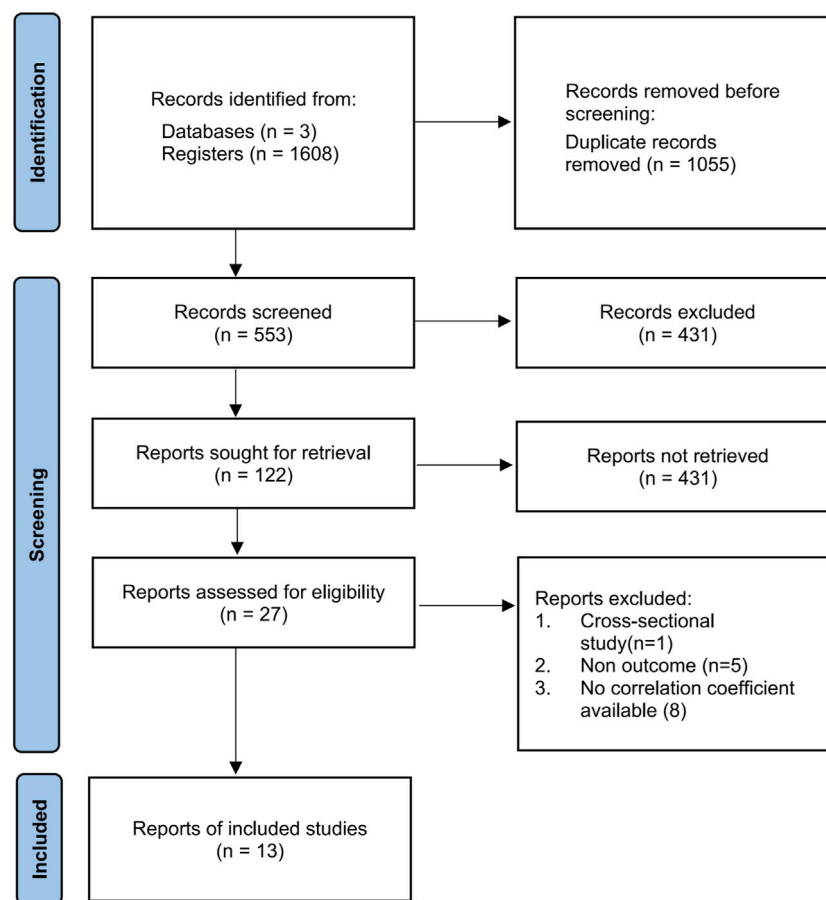 Identification
Records identified from:
Databases (n = 3)
Registers (n = 1608)
Records removed before
screening:
Duplicate records
removed (n = 1055)
Screening
Records screened
(n = 553)
Records excluded
(n = 431)
Reports sought for retrieval
(n = 122)
Reports not retrieved
(n = 431)
Reports assessed for eligibility
(n = 27)
Reports excluded:
1. Cross-sectional
study(n=1)
2. Non outcome (n=5)
3. No correlation coefficient
available (8)
Included
Reports of included studies
(n = 13)